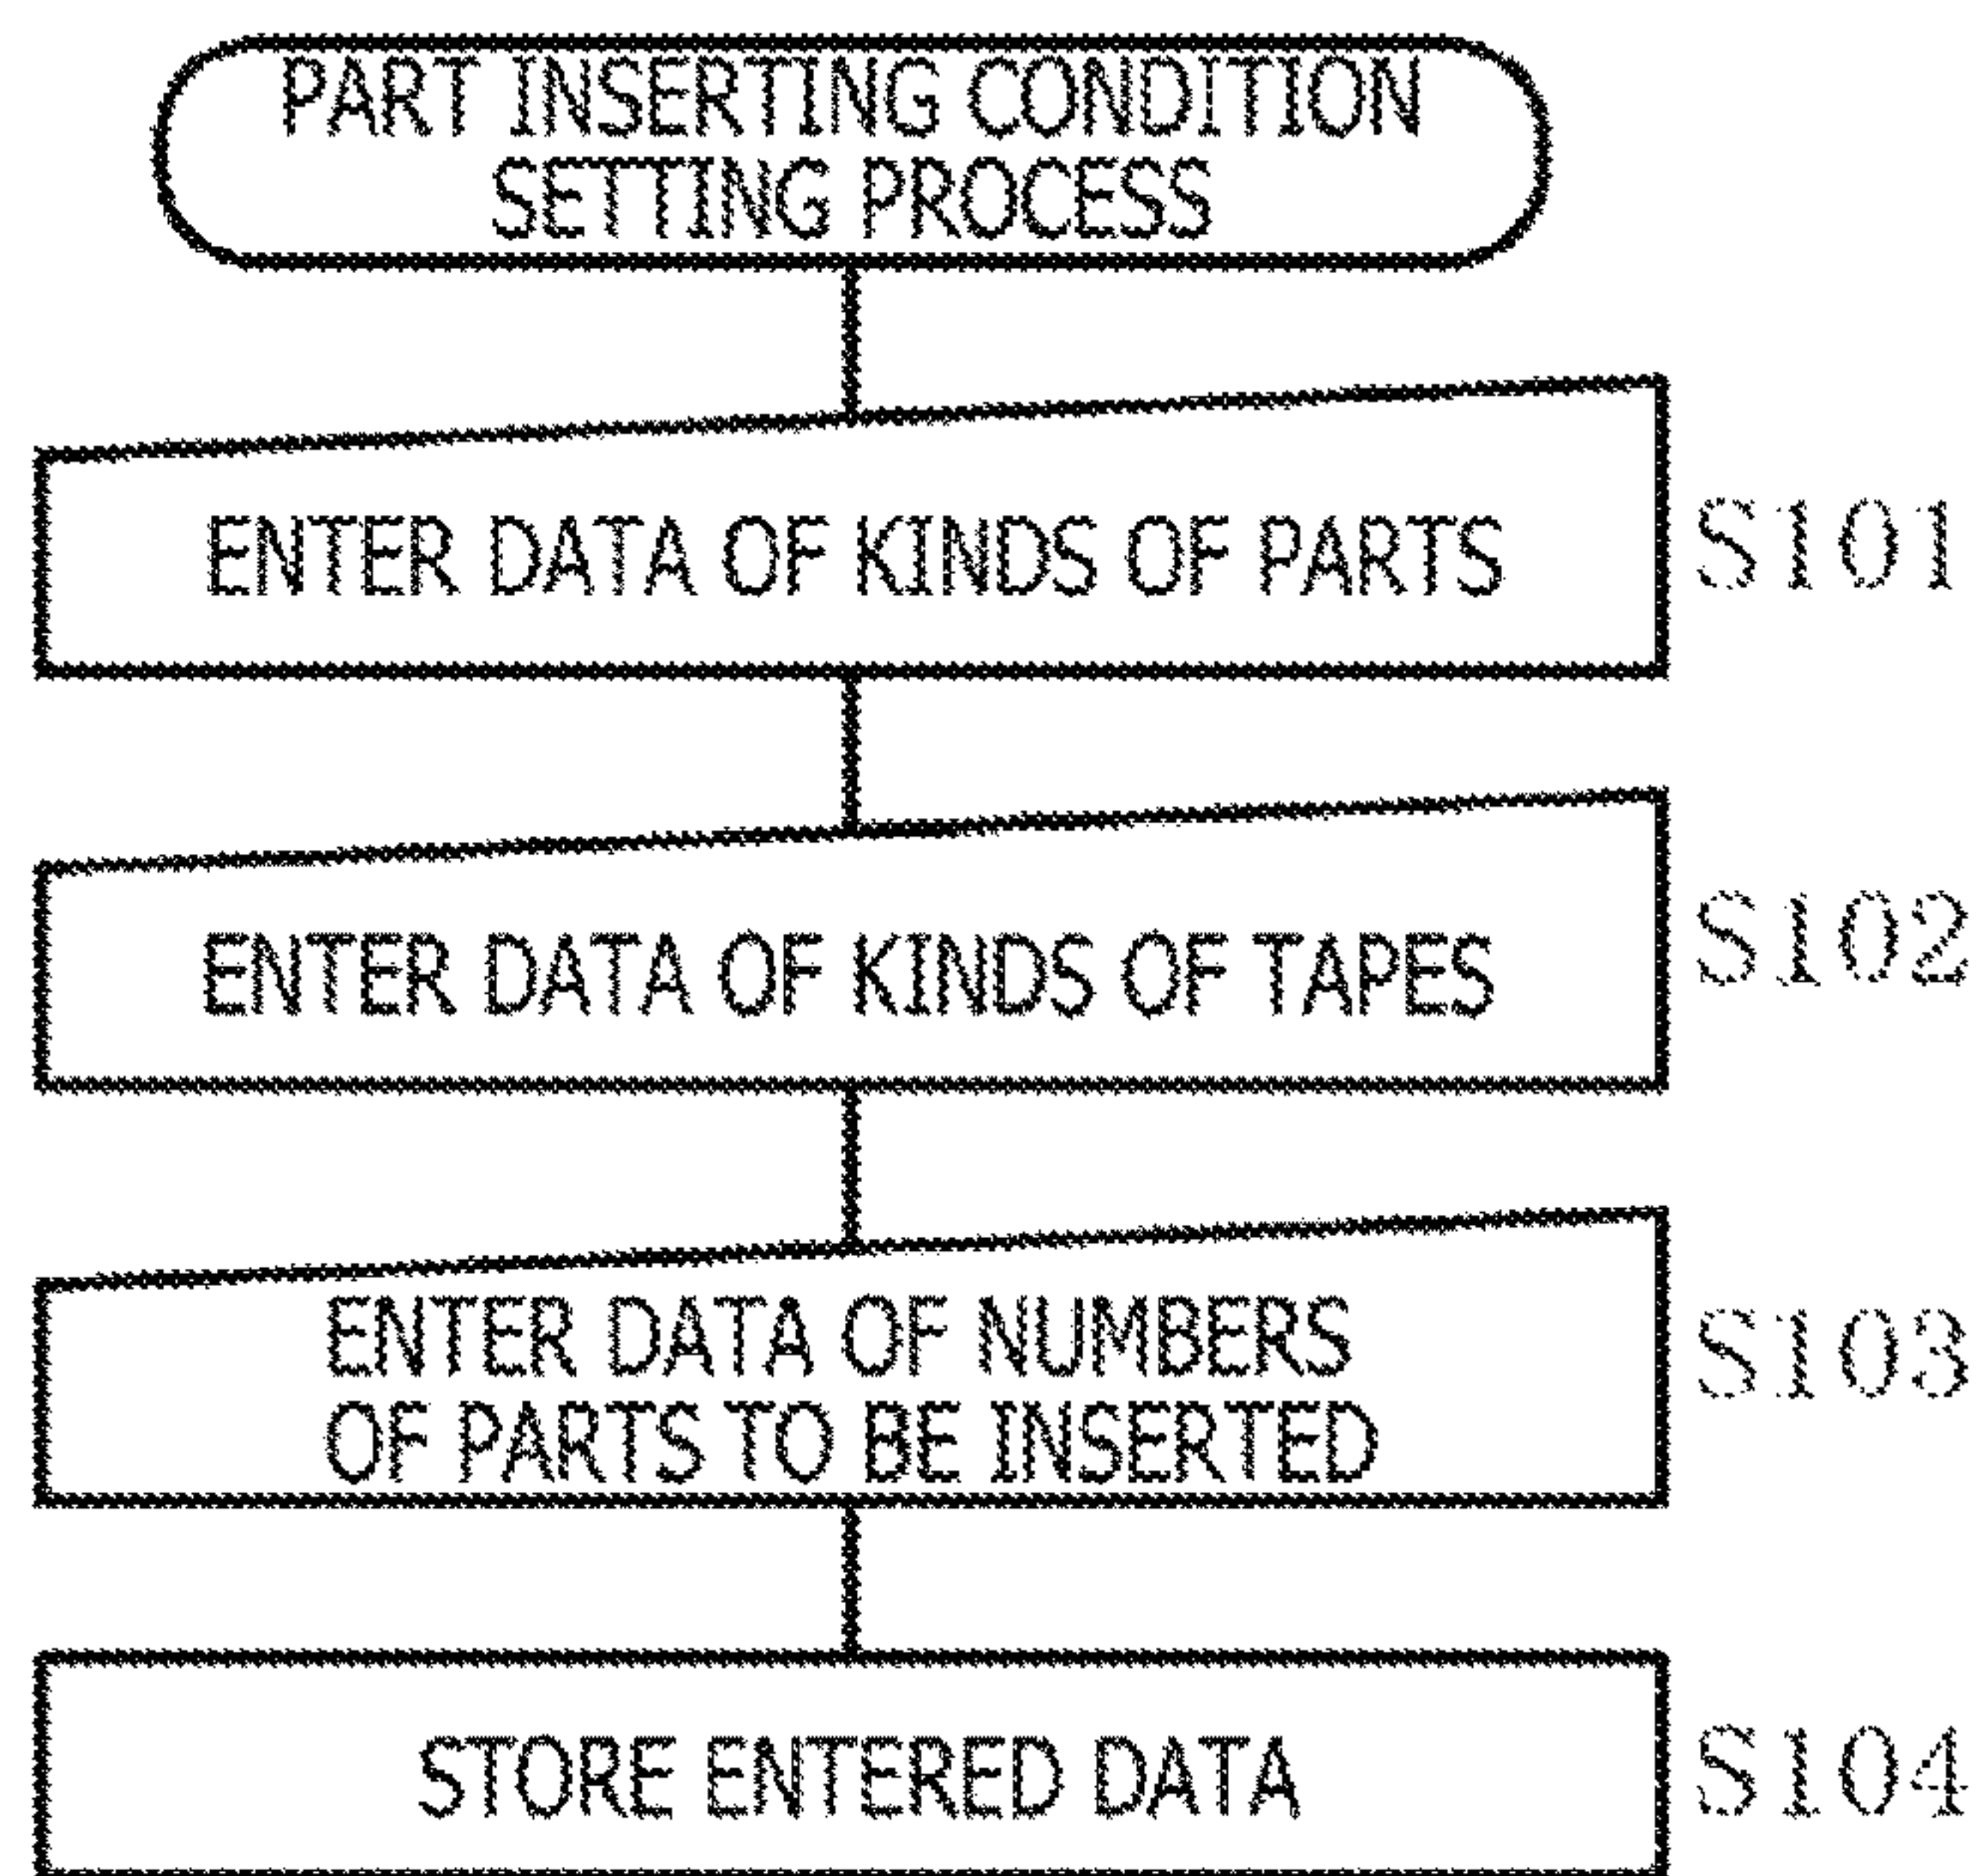 PART INSERTING CONDITION
SETTING PROCESS
ENTER DATA OF KINDS OF PARTS
S101
ENTER DATA OF KINDS OF TAPES
S102
ENTER DATA OF NUMBERS
OF PARTS TO BE INSERTED
S103
STORE ENTERED DATA
S104